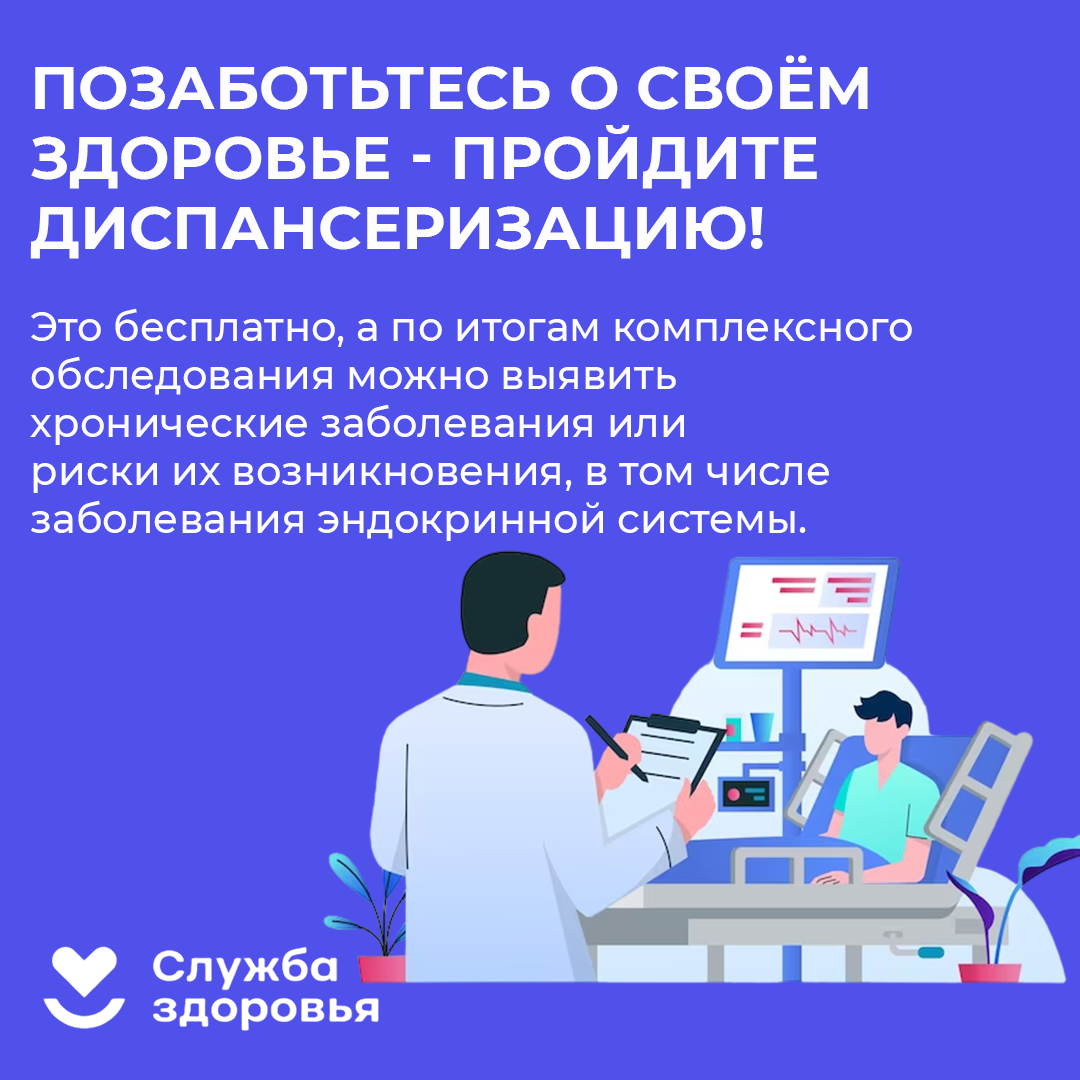 ПОЗАБОТЬТЕСЬ О СВОЁМ
ЗДОРОВЬЕ - ПРОЙДИТЕ
ДИСПАНСЕРИЗАЦИЮ!
Это бесплатно, а по итогам комплексного
обследования можно выявить
хронические заболевания или
риски их возникновения, в том числе
заболевания эндокринной системы.
Служба
здоровья